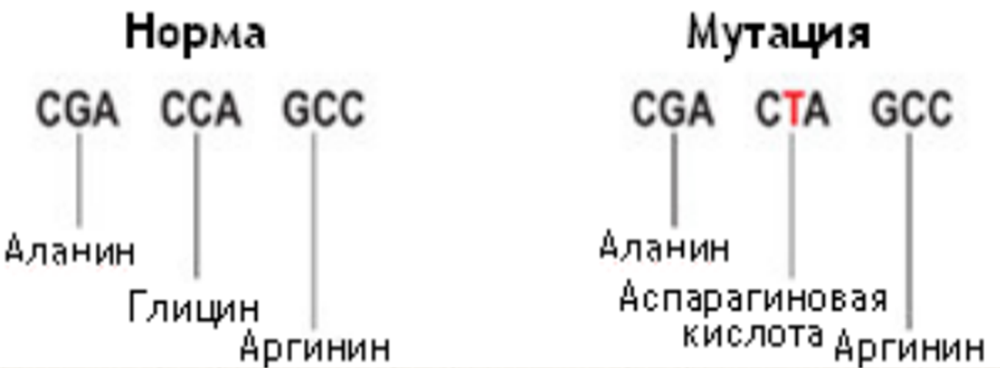 Норма
CGA CCA GCC
Аланин
Глицин
Аргинин
Мутация
CGA CTA GCC
Аланин
Аспарагиновая
кислота
Аргинин